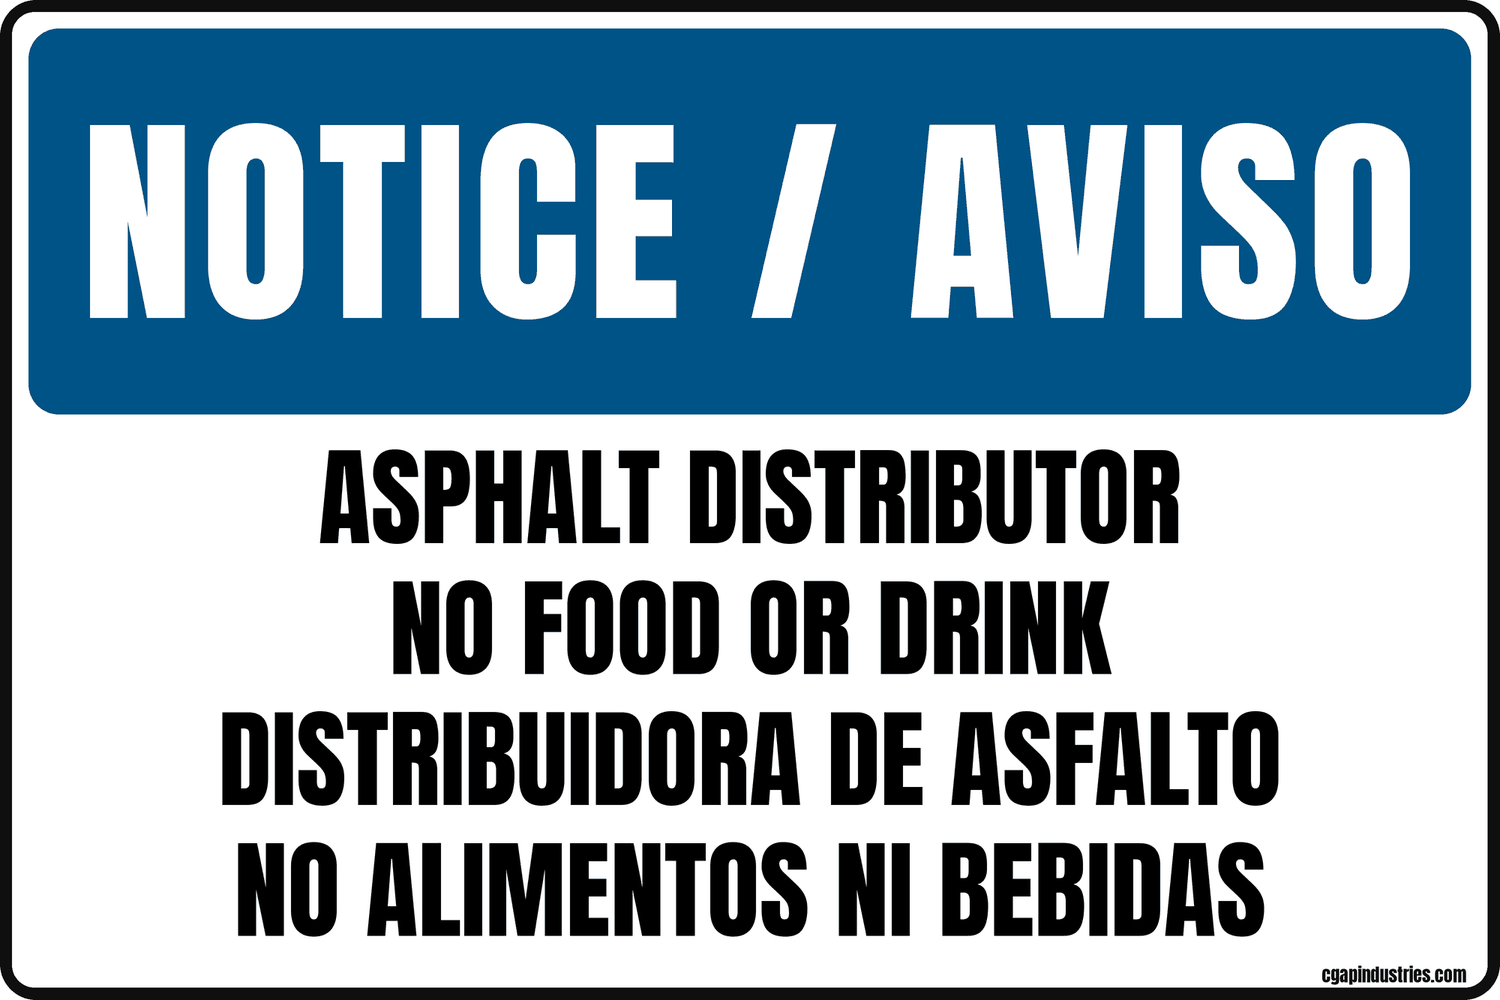 NOTICE / AVISO
ASPHALT DISTRIBUTOR
NO FOOD OR DRINK
DISTRIBUIDORA DE ASFALTO
NO ALIMENTOS NI BEBIDAS
cgapindustries.com